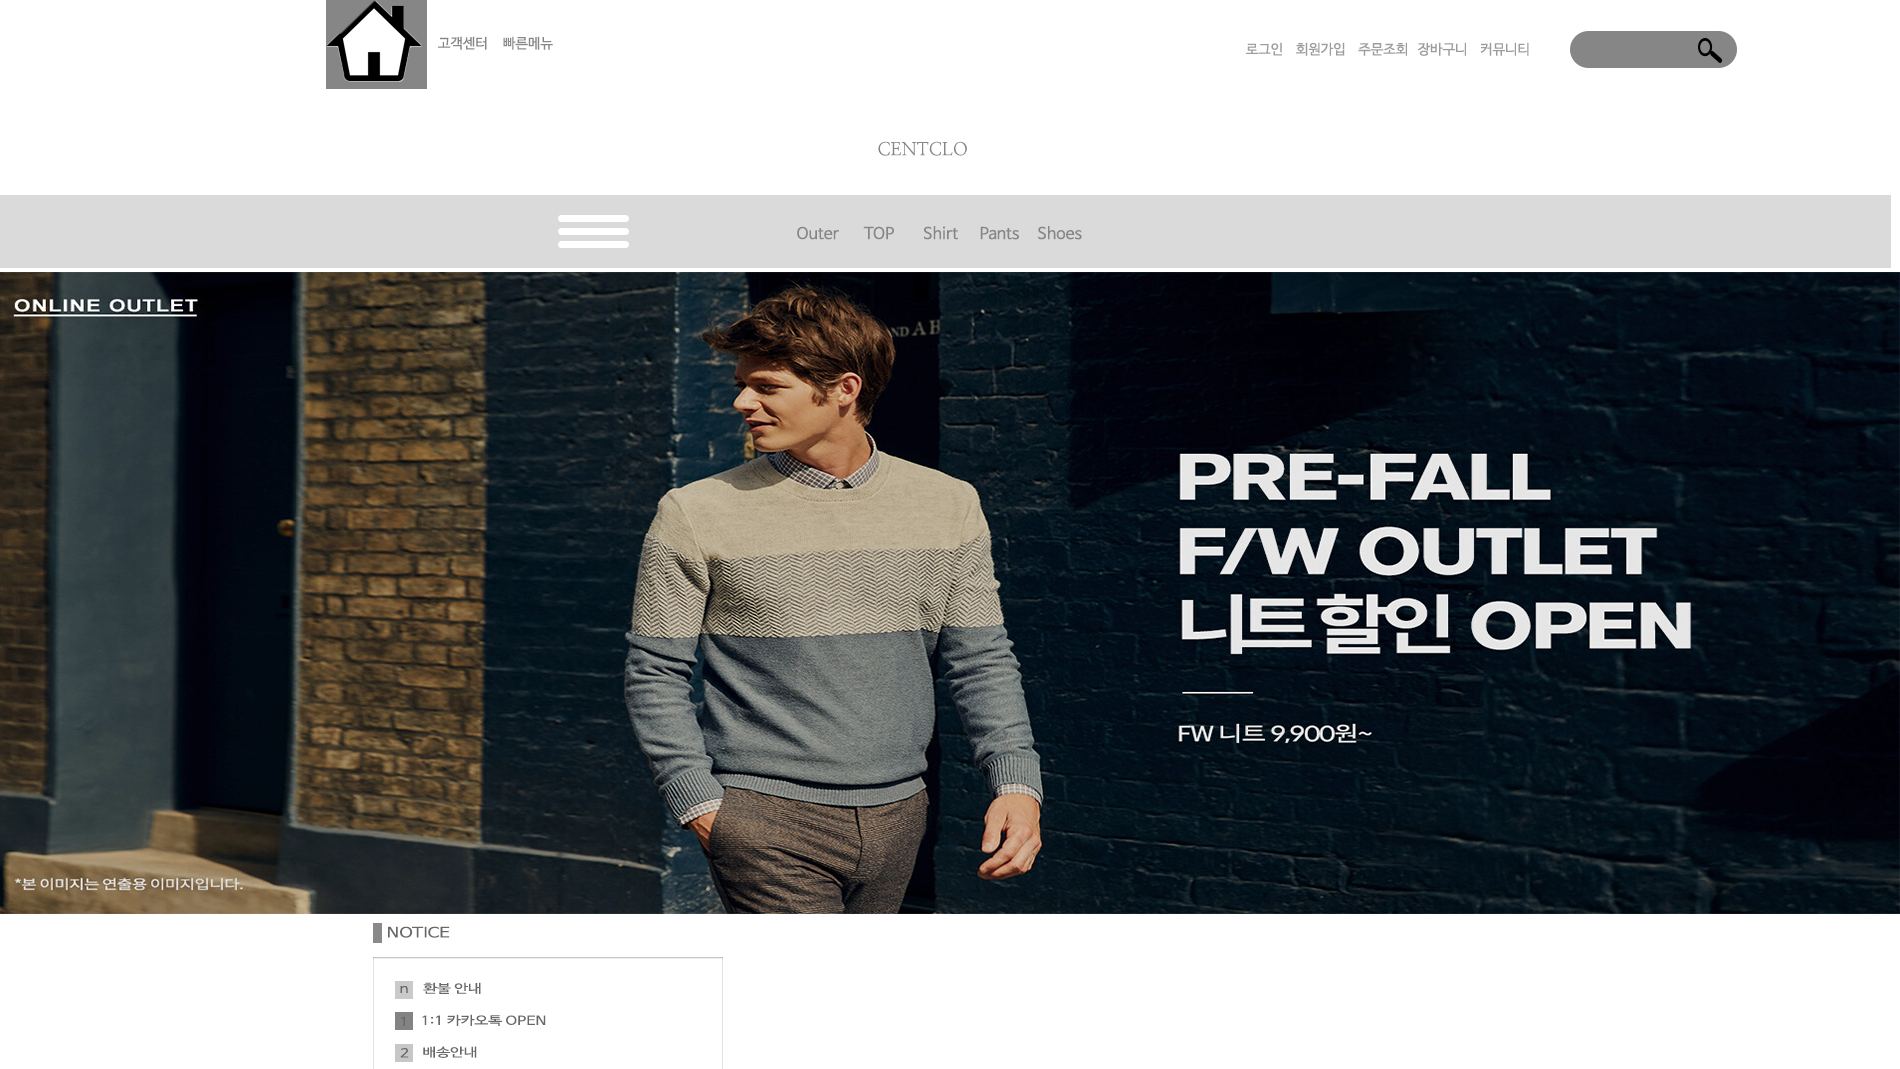 고객센터 빠른메뉴
로그인 회원가입 주문조회 장바구니 커뮤니티
CENTCLO
Outer TOP Shirt Pants Shoes
ONLINE OUTLET
AND AB
PRE-FALL
F/W OUTLET
니트 할인 OPEN
FW 니트 9,900원~
*본 이미지는 연출용 이미지입니다.
NOTICE
n 환불 안내
1 1:1 카카오톡 OPEN
2 배송안내